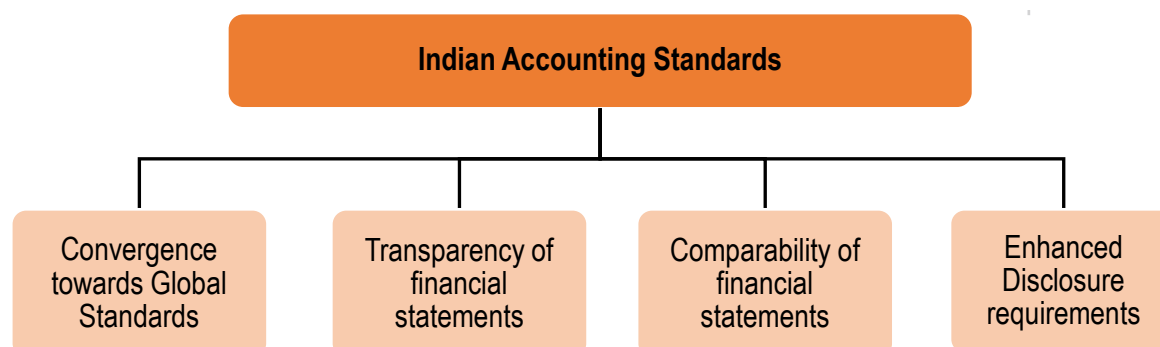 Indian Accounting Standards
Convergence
towards Global
Standards
Transparency of
financial
statements
Comparability of
financial
statements
Enhanced
Disclosure
requirements